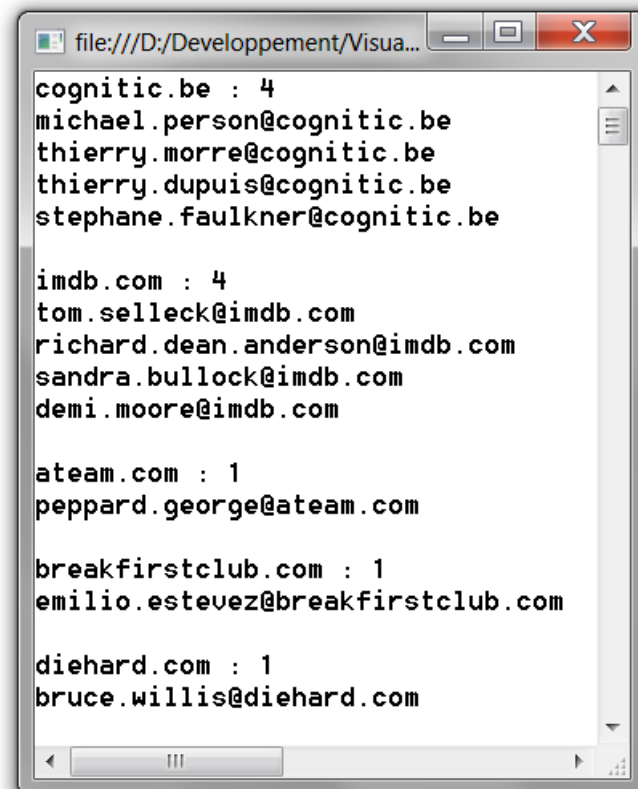 file:///D:/Developpement/Visua...
cognitic.be : 4
michael.person@cognitic.be
thierry.morre@cognitic.be
thierry.dupuis@cognitic.be
stephane.faulkner@cognitic.be
imdb.com : 4
tom.selleck@imdb.com
richard.dean.anderson@imdb.com
sandra.bullock@imdb.com
demi.moore@imdb.com
ateam.com : 1
peppard.george@ateam.com
breakfirstclub.com : 1
emilio.estevez@breakfirstclub.com
diehard.com : 1
bruce.willis@diehard.com